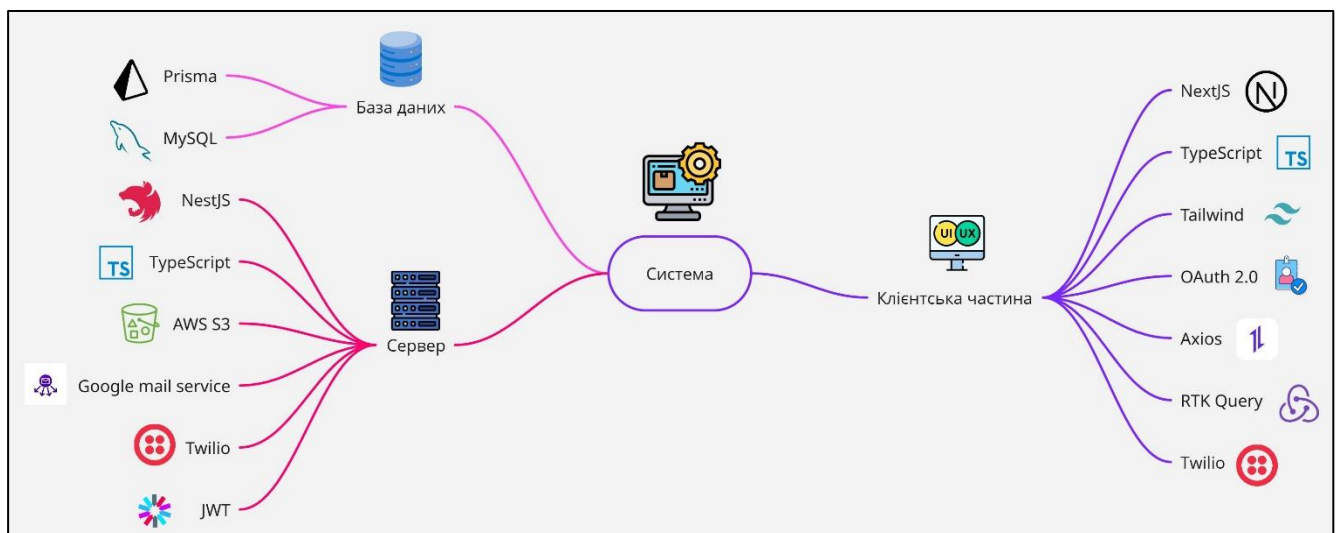 Prisma
MySQL
База даних
NestJS
TypeScript
AWS S3
Google mail service
Twilio
JWT
Сервер
Система
UI UX
Клієнтська частина
NextJS
TypeScript
TS
Tailwind
OAuth 2.0
Axios
RTK Query
Twilio
TS
N